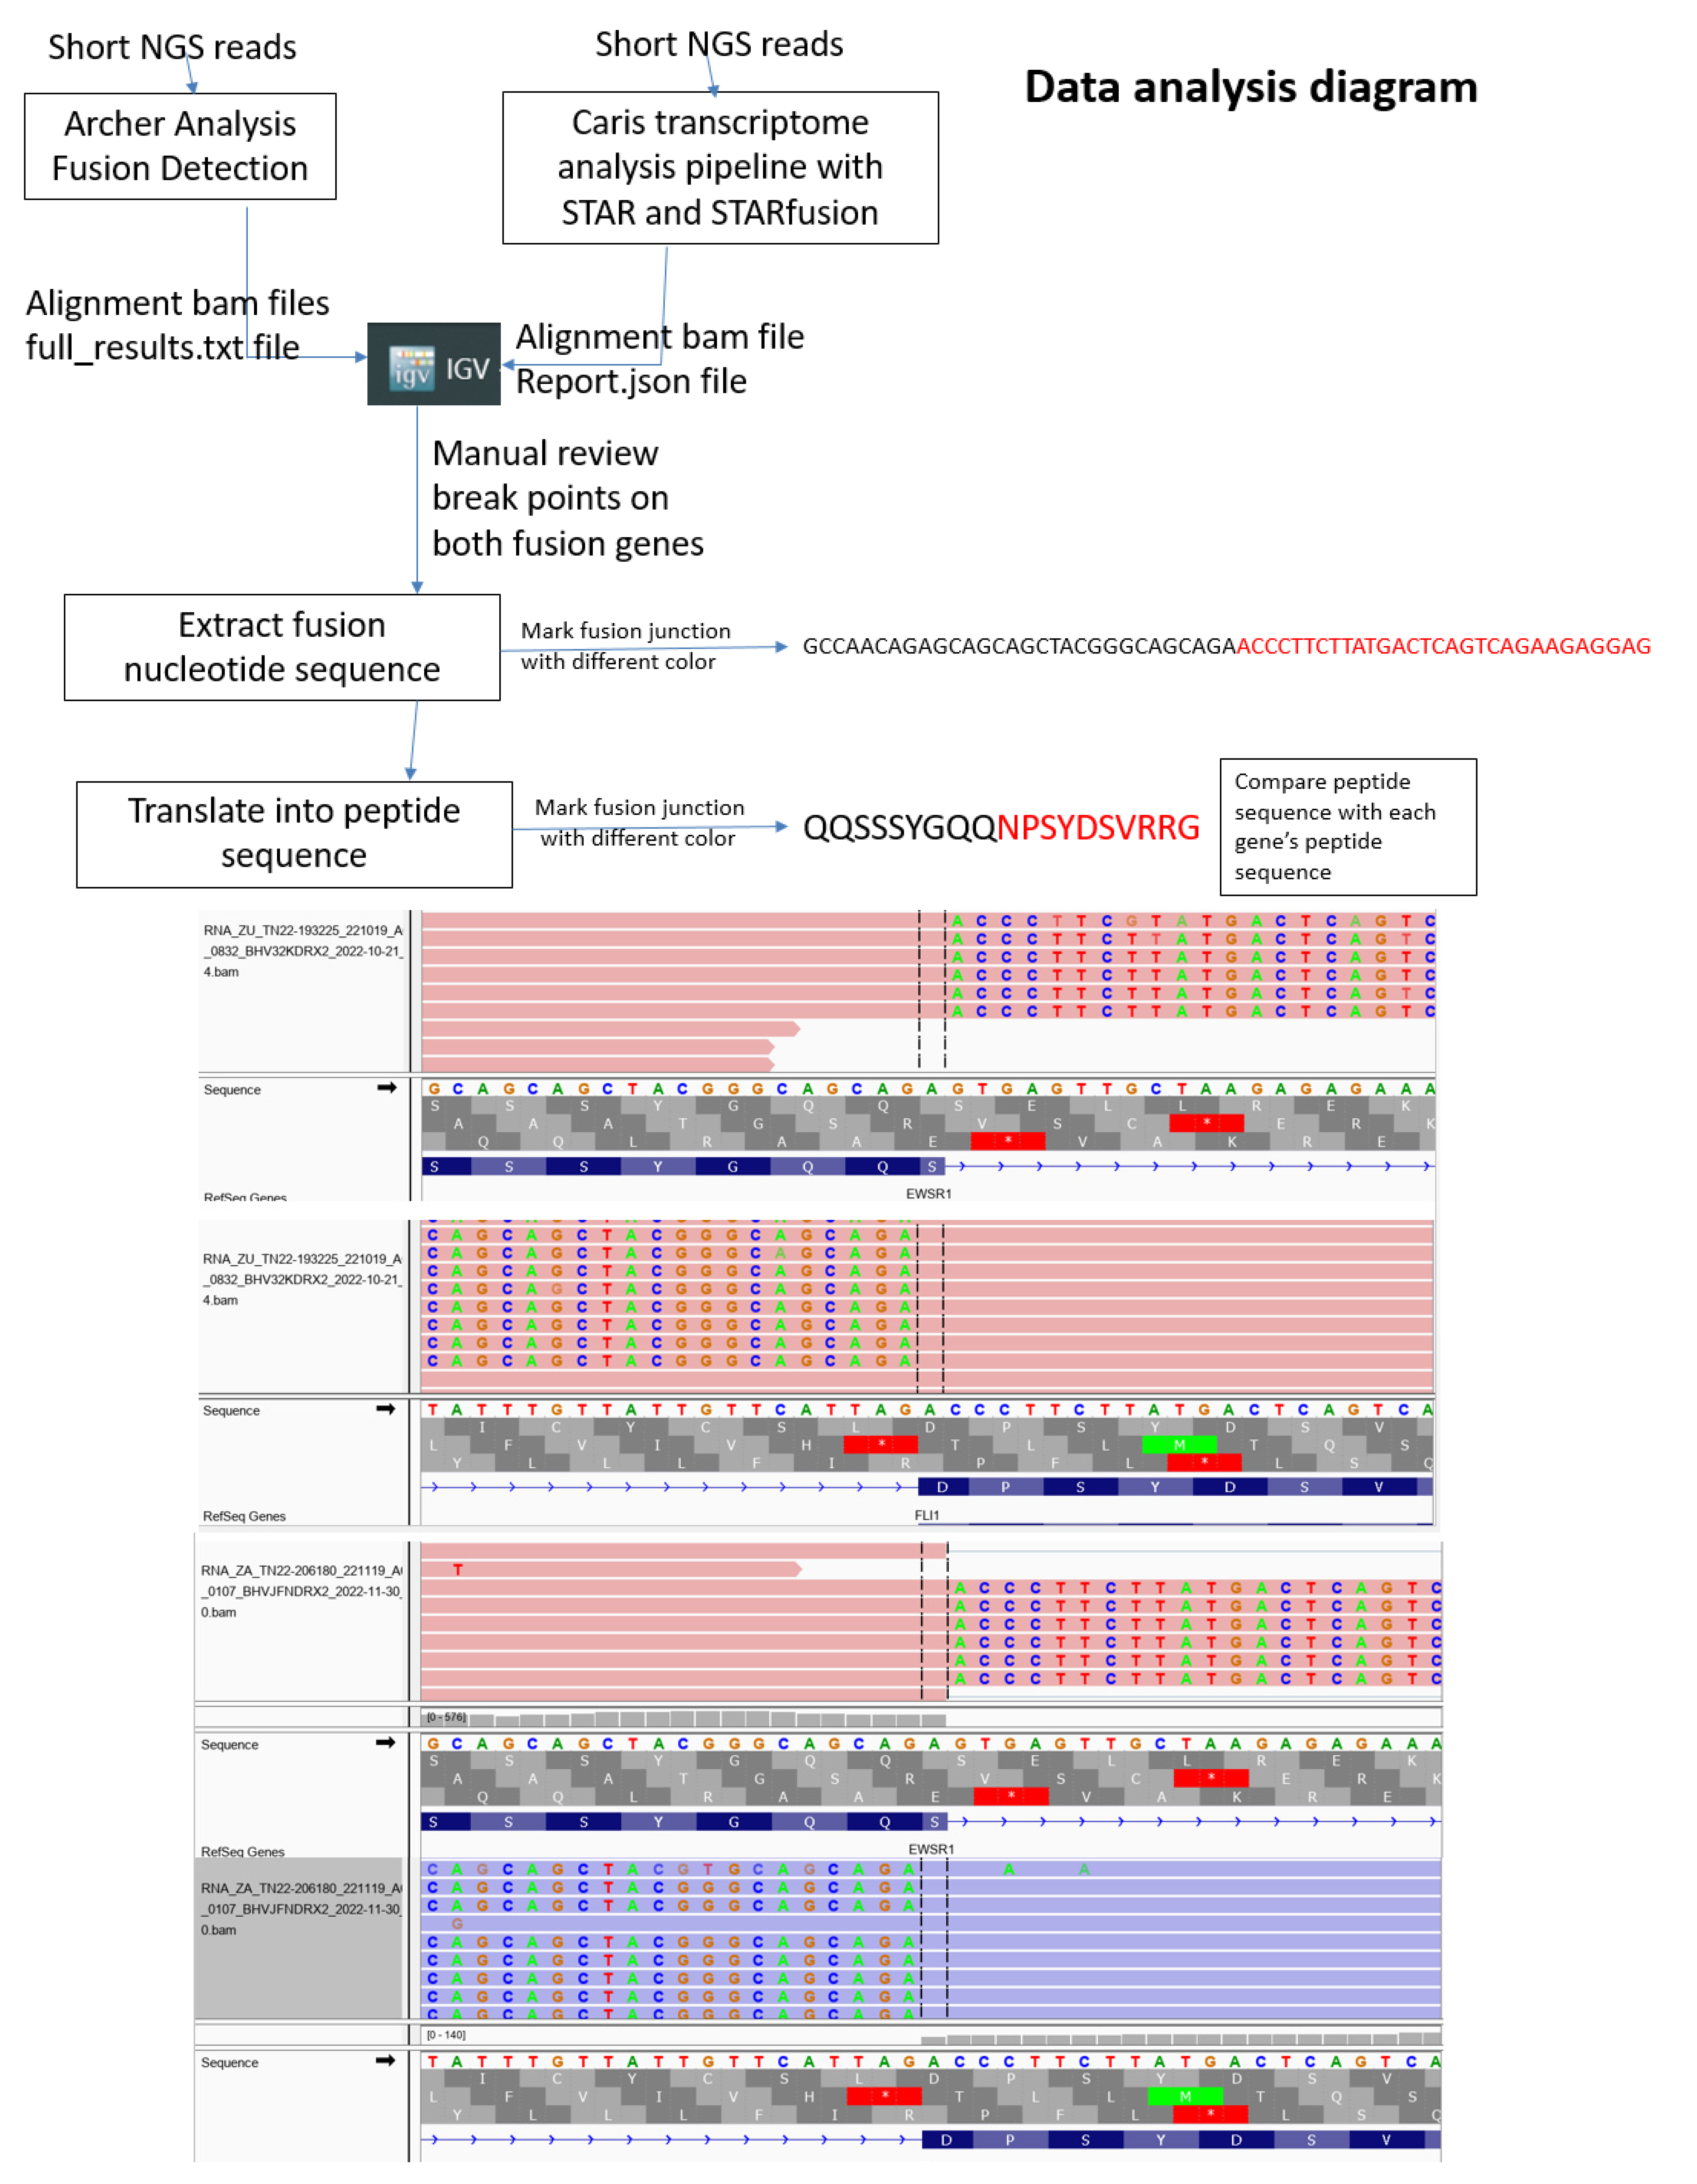 Short NGS reads
Short NGS reads
Data analysis diagram
Archer Analysis
Fusion Detection
Caris transcriptome
analysis pipeline with
STAR and STARfusion
Alignment bam files
full_results.txt file
igv IGV
Alignment bam file
Report.json file
Manual review
break points on
both fusion genes
Extract fusion
nucleotide sequence
Mark fusion junction
with different color
GCCAACAGAGCAGCAGCTACGGGCAGCAGAACCCTTCTTATGACTCAGTCAGAAGAGGAG
Translate into peptide
sequence
Mark fusion junction
with different color
QQSSSYGQQNPSYDSVRRG
Compare peptide
sequence with each
gene's peptide
sequence
RNA_ZU_TN22-193225_221019_A
_0832_BHV32KDRX2_2022-10-21_
4.bam
A C C C T T C G T A T G A C T C A G T C
A C C C T T C T T A T G A C T C A G T C
A C C C T T C T T A T G A C T C A G T C
A C C C T T C T T A T G A C T C A G T C
A C C C T T C T T A T G A C T C A G T C
A C C C T T C T T A T G A C T C A G T C
Sequence
G C A G C A G C T A C G G G C A G C A G A G T G A G T T G C T A A G A G A G A A A
S S S Y G Q Q S E L L R E K
A A A T G S R V S C * E R K
Q Q L R A A E * V A K R E
S S S Y G Q Q S
RefSeq Genes
EWSR1
RNA_ZU_TN22-193225_221019_A
_0832_BHV32KDRX2_2022-10-21_
4.bam
C A G C A G C T A C G G G C A G C A G A
C A G C A G C T A C G G G C A G C A G A
C A G C A G C T A C G G G C A G C A G A
C A G C A G C T A C G G G C A G C A G A
C A G C A G C T A C G G G C A G C A G A
C A G C A G C T A C G G G C A G C A G A
C A G C A G C T A C G G G C A G C A G A
C A G C A G C T A C G G G C A G C A G A
C A G C A G C T A C G G G C A G C A G A
Sequence
T A T T T G T T A T T G T T C A T T A G A C C C T T C T T A T G A C T C A G T C A
I C Y C S L D P S Y D S V
L F V I V H * T L L M T Q S
Y L L L F I R P F L * L S Q
D P S Y D S V
RefSeq Genes
FLI1
RNA_ZA_TN22-206180_221119_A
_0107_BHVJFNDRX2_2022-11-30_
0.bam
T
A C C C T T C T T A T G A C T C A G T C
A C C C T T C T T A T G A C T C A G T C
A C C C T T C T T A T G A C T C A G T C
A C C C T T C T T A T G A C T C A G T C
A C C C T T C T T A T G A C T C A G T C
A C C C T T C T T A T G A C T C A G T C
[0 - 576]
Sequence
G C A G C A G C T A C G G G C A G C A G A G T G A G T T G C T A A G A G A G A A A
S S S Y G Q Q S E L L R E K
A A A T G S R V S C * E R K
Q Q L R A A E * V A K R E
S S S Y G Q Q S
RefSeq Genes
EWSR1
RNA_ZA_TN22-206180_221119_A
_0107_BHVJFNDRX2_2022-11-30_
0.bam
C A G C A G C T A C G T G C A G C A G A A A
C A G C A G C T A C G G G C A G C A G A
C A G C A G C T A C G G G C A G C A G A
G
C A G C A G C T A C G G G C A G C A G A
C A G C A G C T A C G G G C A G C A G A
C A G C A G C T A C G G G C A G C A G A
C A G C A G C T A C G G G C A G C A G A
C A G C A G C T A C G G G C A G C A G A
[0 - 140]
Sequence
T A T T T G T T A T T G T T C A T T A G A C C C T T C T T A T G A C T C A G T C A
I C Y C S L D P S Y D S V
L F V I V H * T L L M T Q S
Y L L L F I R P F L * L S Q
D P S Y D S V